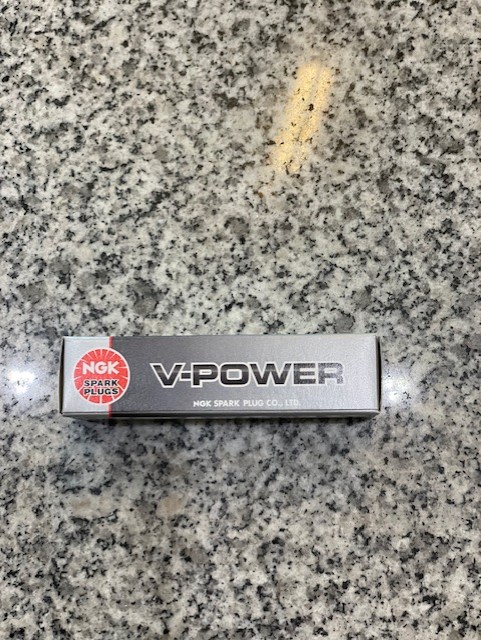 NGK
SPARK
PLUGS
V-POWER
NGK SPARK PLUG CO., LTD.